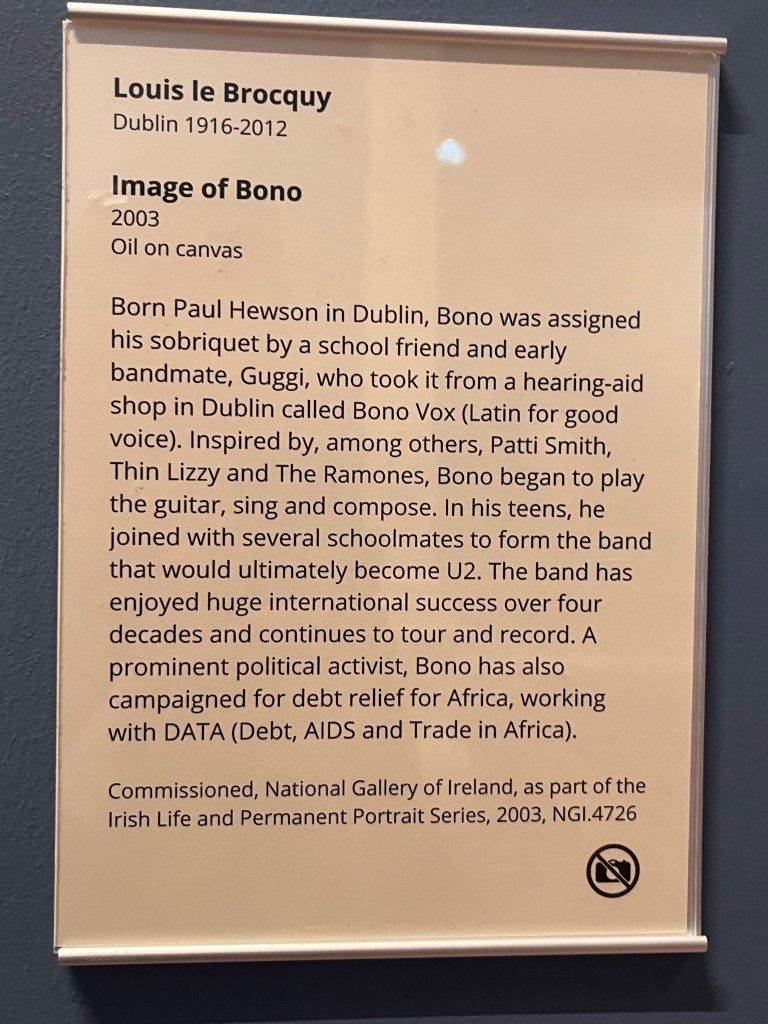 Louis le Brocquy
Dublin 1916-2012
Image of Bono
2003
Oil on canvas
Born Paul Hewson in Dublin, Bono was assigned
his sobriquet by a school friend and early
bandmate, Guggi, who took it from a hearing-aid
shop in Dublin called Bono Vox (Latin for good
voice). Inspired by, among others, Patti Smith,
Thin Lizzy and The Ramones, Bono began to play
the guitar, sing and compose. In his teens, he
joined with several schoolmates to form the band
that would ultimately become U2. The band has
enjoyed huge international success over four
decades and continues to tour and record. A
prominent political activist, Bono has also
campaigned for debt relief for Africa, working
with DATA (Debt, AIDS and Trade in Africa).
Commissioned, National Gallery of Ireland, as part of the
Irish Life and Permanent Portrait Series, 2003, NGI.4726